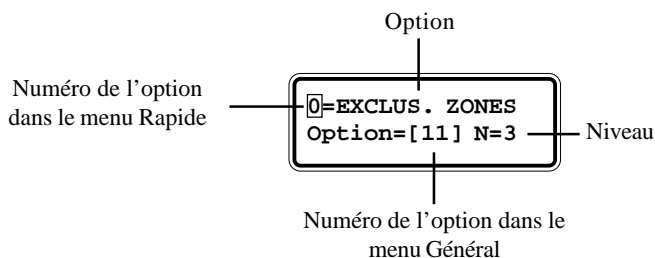 Option
Numéro de l'option
dans le menu Rapide
0=EXCLUS. ZONES
Option=[11] N=3
Niveau
Numéro de l'option dans le
menu Général